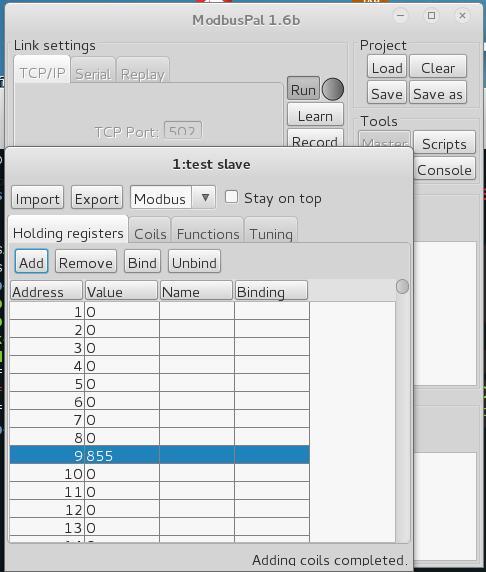 ModbusPal 1.6b
Link settings
TCP/IP Serial Replay
TCP Port: 502
Run
Learn
Record
Project
Load Clear
Save Save as
Tools
Master Scripts
Console
1:test slave
Import Export Modbus Stay on top
Holding registers Coils Functions Tuning
Add Remove Bind Unbind
Address Value Name Binding
1 0
2 0
3 0
4 0
5 0
6 0
7 0
8 0
9 855
10 0
11 0
12 0
13 0
Adding coils completed.